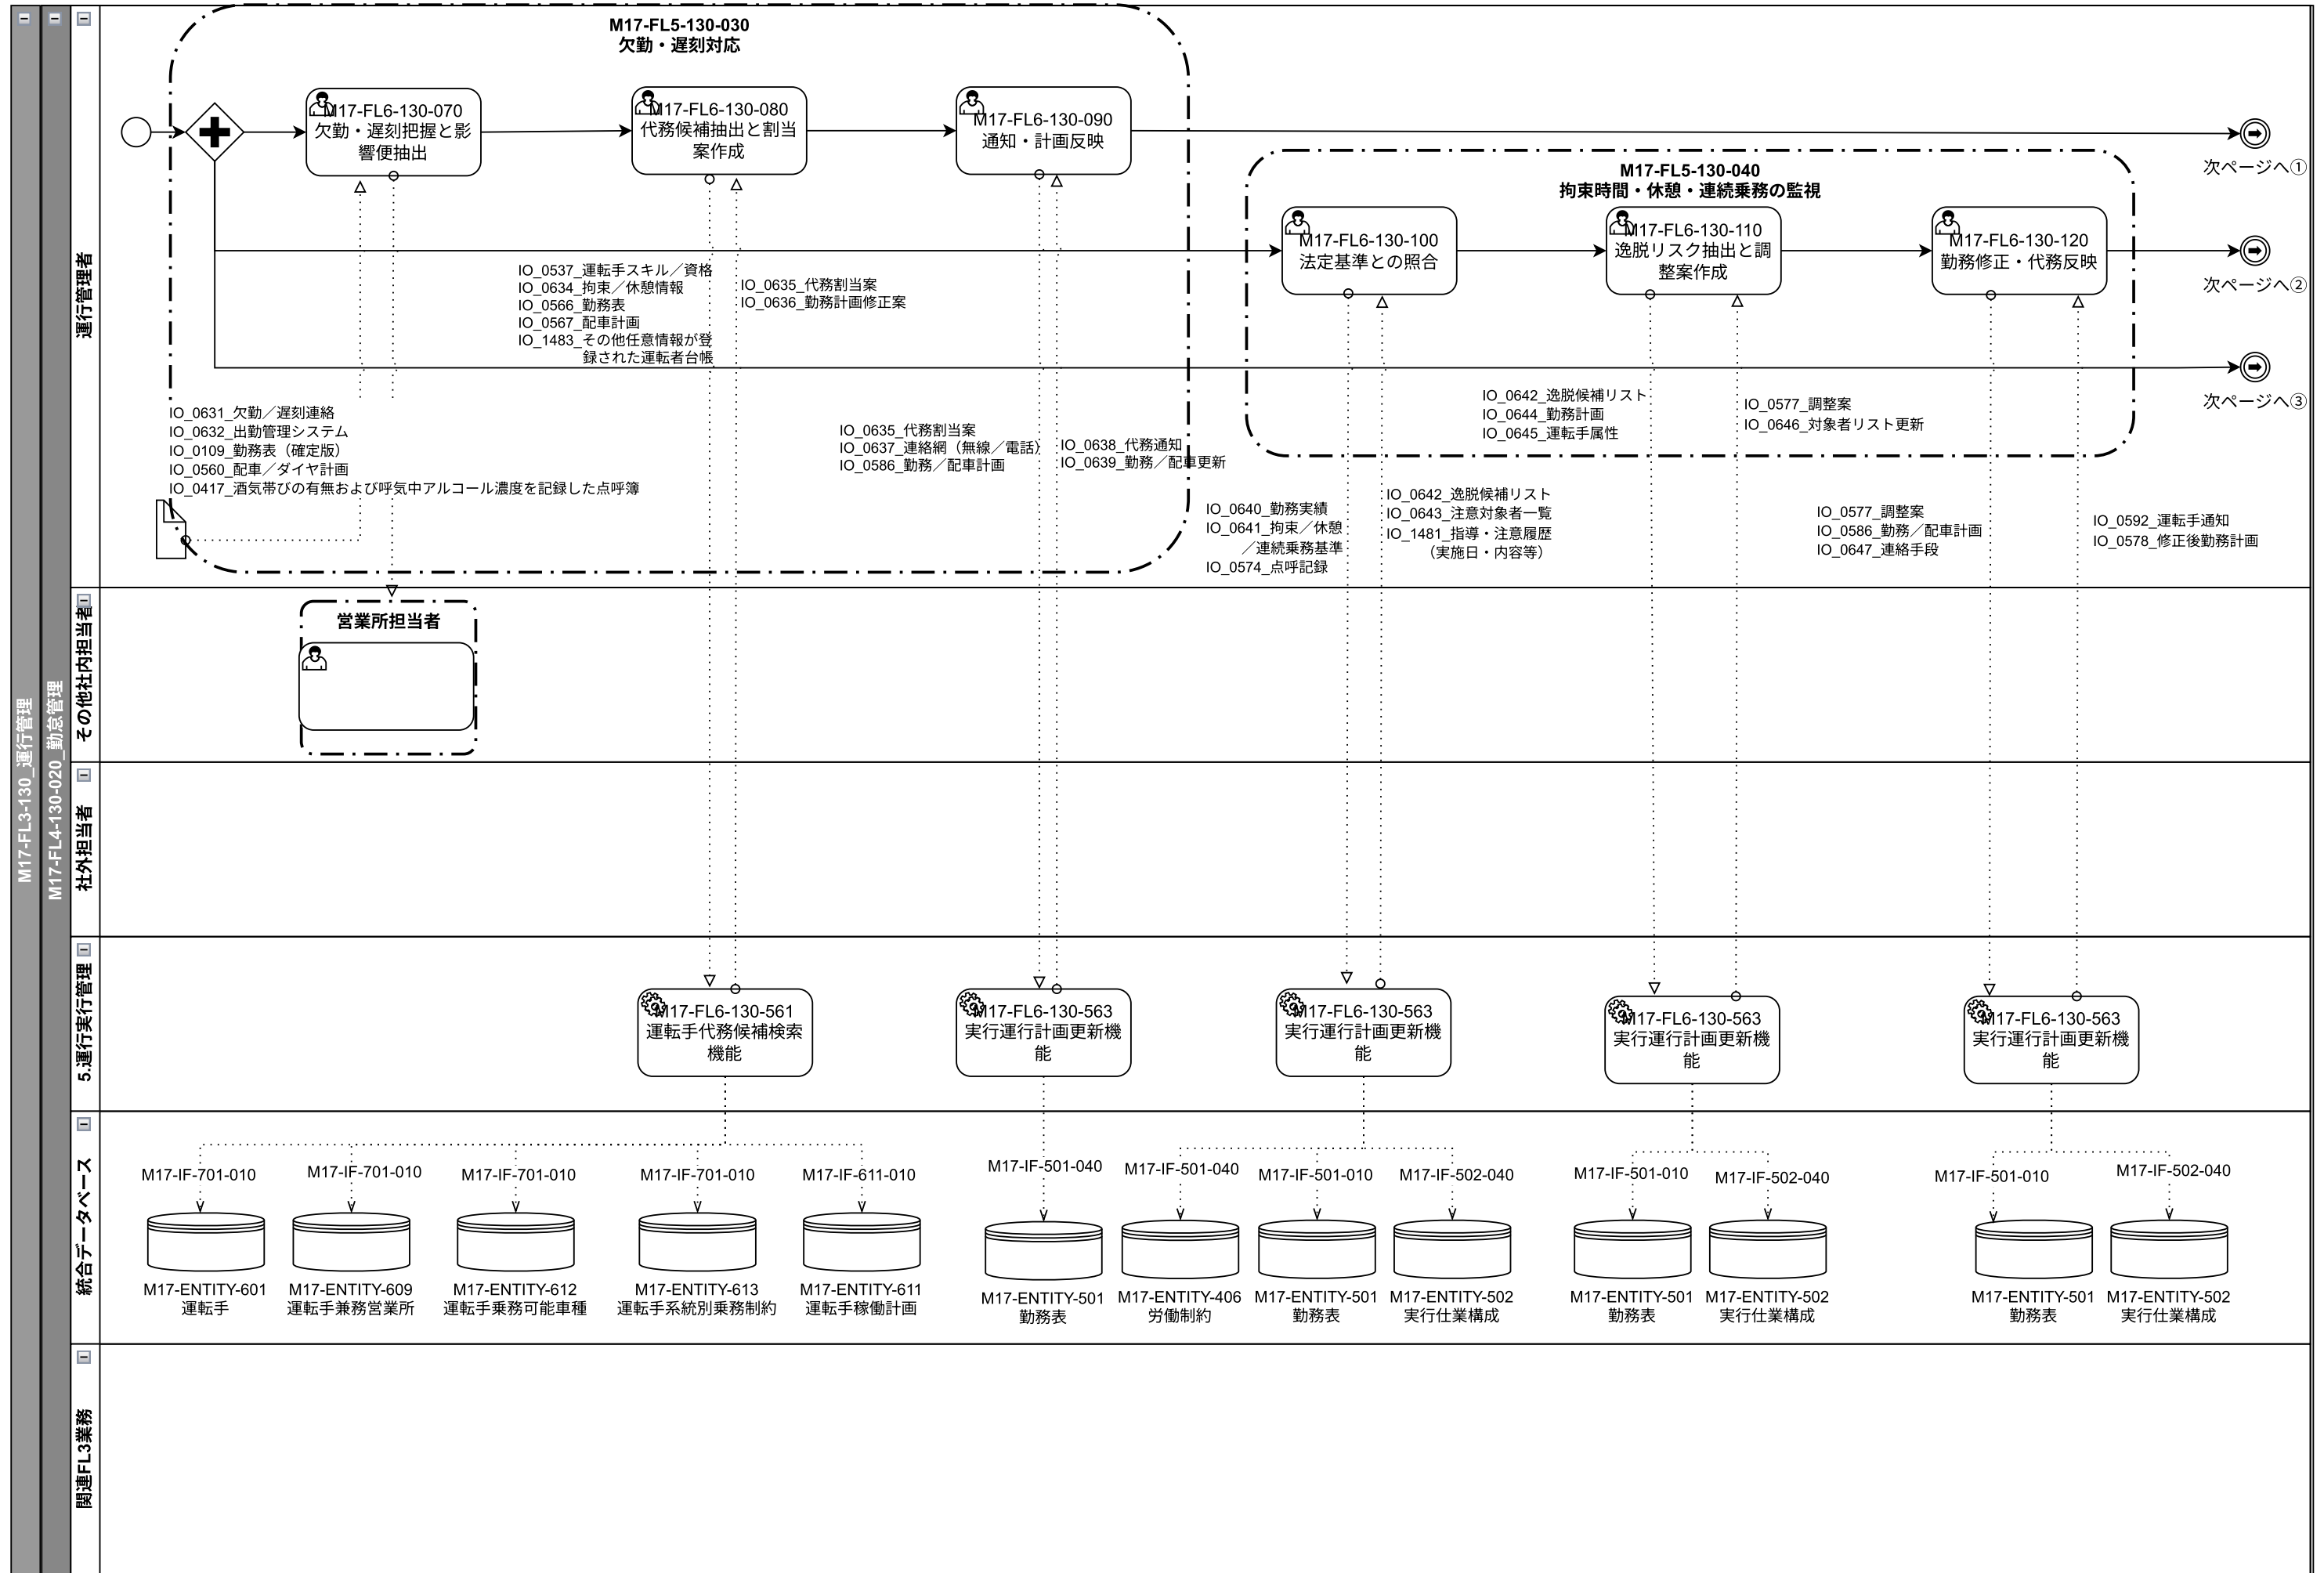 M17-FL3-130_運行管理
M17-FL4-130-020_勤怠管理
運行管理者
M17-FL5-130-030
欠勤・遅刻対応
M17-FL6-130-070
欠勤・遅刻把握と影
響便抽出
M17-FL6-130-080
代務候補抽出と割当
案作成
M17-FL6-130-090
通知・計画反映
次ページへ①
M17-FL5-130-040
拘束時間・休憩・連続乗務の監視
M17-FL6-130-100
法定基準との照合
M17-FL6-130-110
逸脱リスク抽出と調
整案作成
M17-FL6-130-120
勤務修正・代務反映
次ページへ②
次ページへ③
IO_0537_運転手スキル／資格
IO_0634_拘束／休憩情報
IO_0566_勤務表
IO_0567_配車計画
IO_1483_その他任意情報が登
録された運転者台帳
IO_0635_代務割当案
IO_0636_勤務計画修正案
IO_0631_欠勤／遅刻連絡
IO_0632_出勤管理システム
IO_0109_勤務表（確定版）
IO_0560_配車／ダイヤ計画
IO_0417_酒気帯びの有無および呼気中アルコール濃度を記録した点呼簿
IO_0635_代務割当案
IO_0637_連絡網（無線／電話）
IO_0586_勤務／配車計画
IO_0638_代務通知
IO_0639_勤務／配車更新
IO_0640_勤務実績
IO_0641_拘束／休憩
／連続乗務基準
IO_0574_点呼記録
IO_0642_逸脱候補リスト
IO_0643_注意対象者一覧
IO_1481_指導・注意履歴
（実施日・内容等）
IO_0642_逸脱候補リスト
IO_0644_勤務計画
IO_0645_運転手属性
IO_0577_調整案
IO_0646_対象者リスト更新
IO_0577_調整案
IO_0586_勤務／配車計画
IO_0647_連絡手段
IO_0592_運転手通知
IO_0578_修正後勤務計画
その他社内担当者
営業所担当者
社外担当者
5.運行実行管理
M17-FL6-130-561
運転手代務候補検索
機能
M17-FL6-130-563
実行運行計画更新機
能
M17-FL6-130-563
実行運行計画更新機
能
M17-FL6-130-563
実行運行計画更新機
能
M17-FL6-130-563
実行運行計画更新機
能
統合データベース
M17-IF-701-010
M17-IF-701-010
M17-IF-701-010
M17-IF-701-010
M17-IF-611-010
M17-IF-501-040
M17-IF-501-040
M17-IF-501-010
M17-IF-502-040
M17-IF-501-010
M17-IF-502-040
M17-IF-501-010
M17-IF-502-040
M17-ENTITY-601
運転手
M17-ENTITY-609
運転手兼務営業所
M17-ENTITY-612
運転手乗務可能車種
M17-ENTITY-613
運転手系統別乗務制約
M17-ENTITY-611
運転手稼働計画
M17-ENTITY-501
勤務表
M17-ENTITY-406
労働制約
M17-ENTITY-501
勤務表
M17-ENTITY-502
実行仕業構成
M17-ENTITY-501
勤務表
M17-ENTITY-502
実行仕業構成
M17-ENTITY-501
勤務表
M17-ENTITY-502
実行仕業構成
関連FL3業務